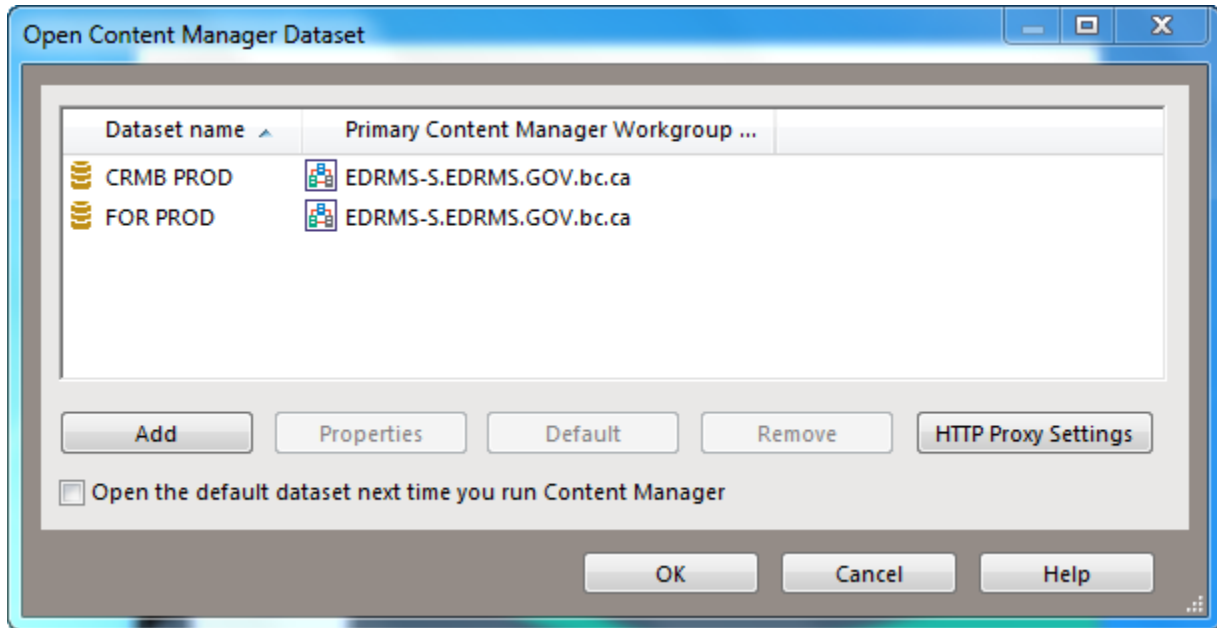 Open Content Manager Dataset
Dataset name Primary Content Manager Workgroup ...
CRMB PROD EDRMS-S.EDRMS.GOV.bc.ca
FOR PROD EDRMS-S.EDRMS.GOV.bc.ca
Add Properties Default Remove HTTP Proxy Settings
Open the default dataset next time you run Content Manager
OK Cancel Help